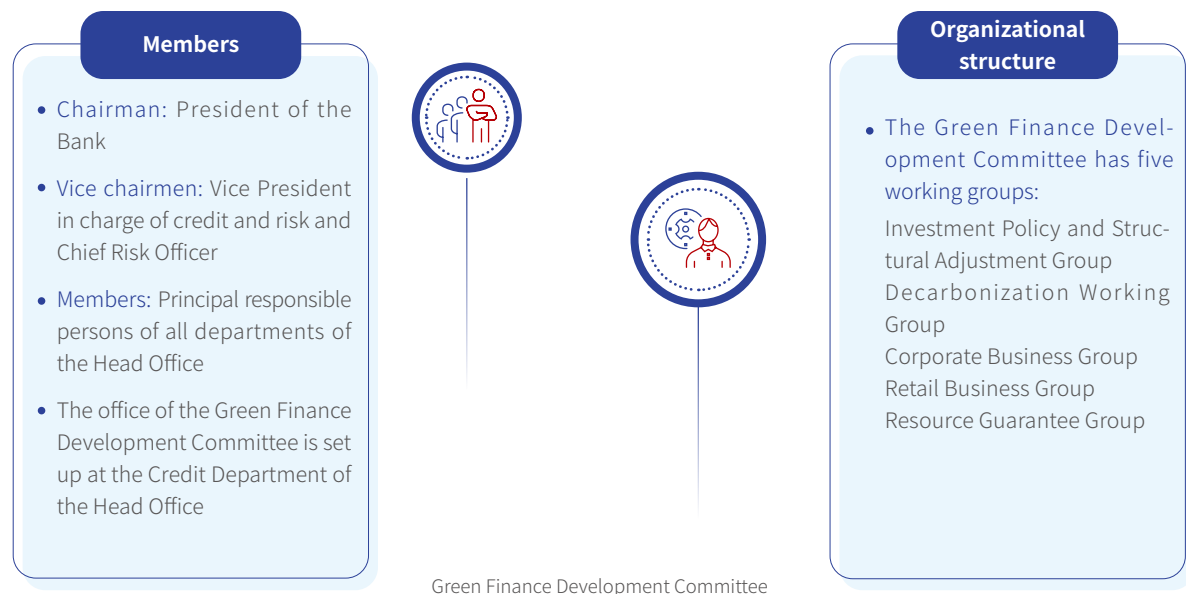 Members
Chairman: President of the
Bank
Vice chairmen: Vice President
in charge of credit and risk and
Chief Risk Officer
Members: Principal responsible
persons of all departments of
the Head Office
The office of the Green Finance
Development Committee is set
up at the Credit Department of
the Head Office
Organizational
structure
The Green Finance Devel-
opment Committee has five
working groups:
Investment Policy and Struc-
tural Adjustment Group
Decarbonization Working
Group
Corporate Business Group
Retail Business Group
Resource Guarantee Group
Green Finance Development Committee